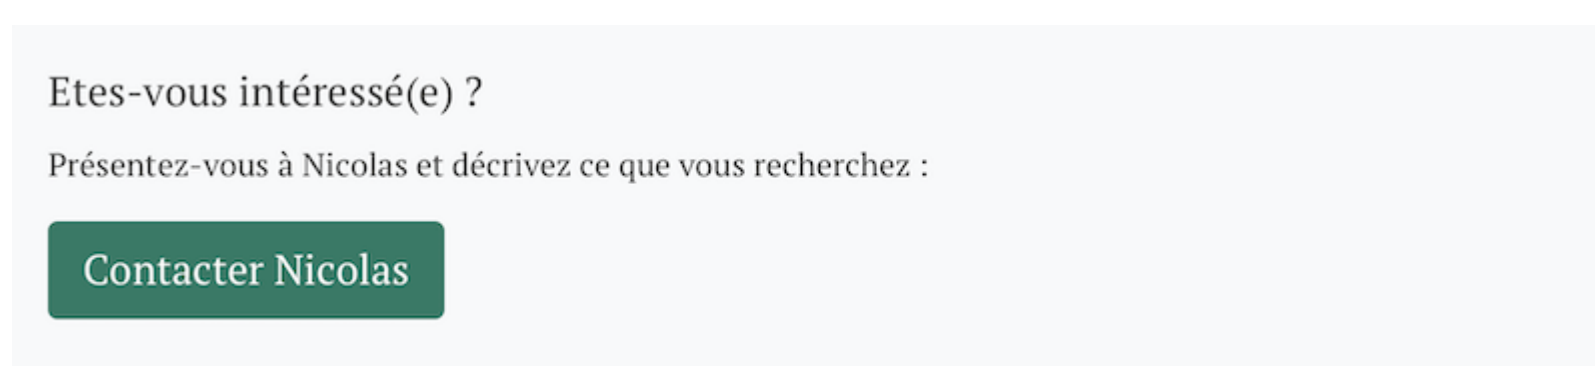 Etes-vous intéressé(e) ?
Présentez-vous à Nicolas et décrivez ce que vous recherchez :
Contacter Nicolas